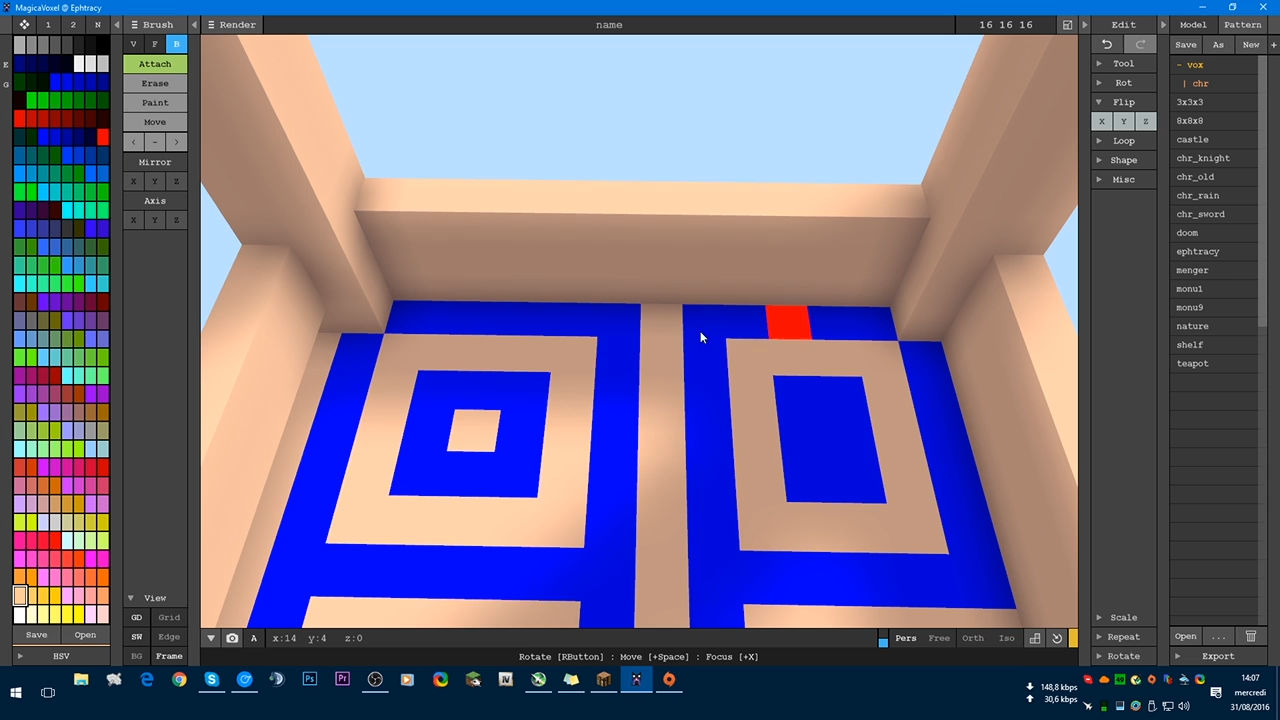 MagicaVoxel @ Ephtracy
1 2 N
Brush
Render
name
16 16 16
Edit
Model Pattern
V F B
Save As New +
E
G
Attach
Erase
Paint
Move
< - >
Mirror
X Y Z
Axis
X Y Z
Tool
Rot
Flip
X Y Z
Loop
Shape
Misc
- vox
| chr
3x3x3
8x8x8
castle
chr_knight
chr_old
chr_rain
chr_sword
doom
ephtracy
menger
monu1
monu9
nature
shelf
teapot
View
GD Grid
SW Edge
BG Frame
Save Open
HSV
A x:14 y:4 z:0
Pers Free Orth Iso
Scale
Repeat
Rotate
Open ...
Export
Rotate [RButton] : Move [+Space] : Focus [+X]
Ps
Pr
IV
148,8 kbps
30,6 kbps
14:07
mercredi
31/08/2016